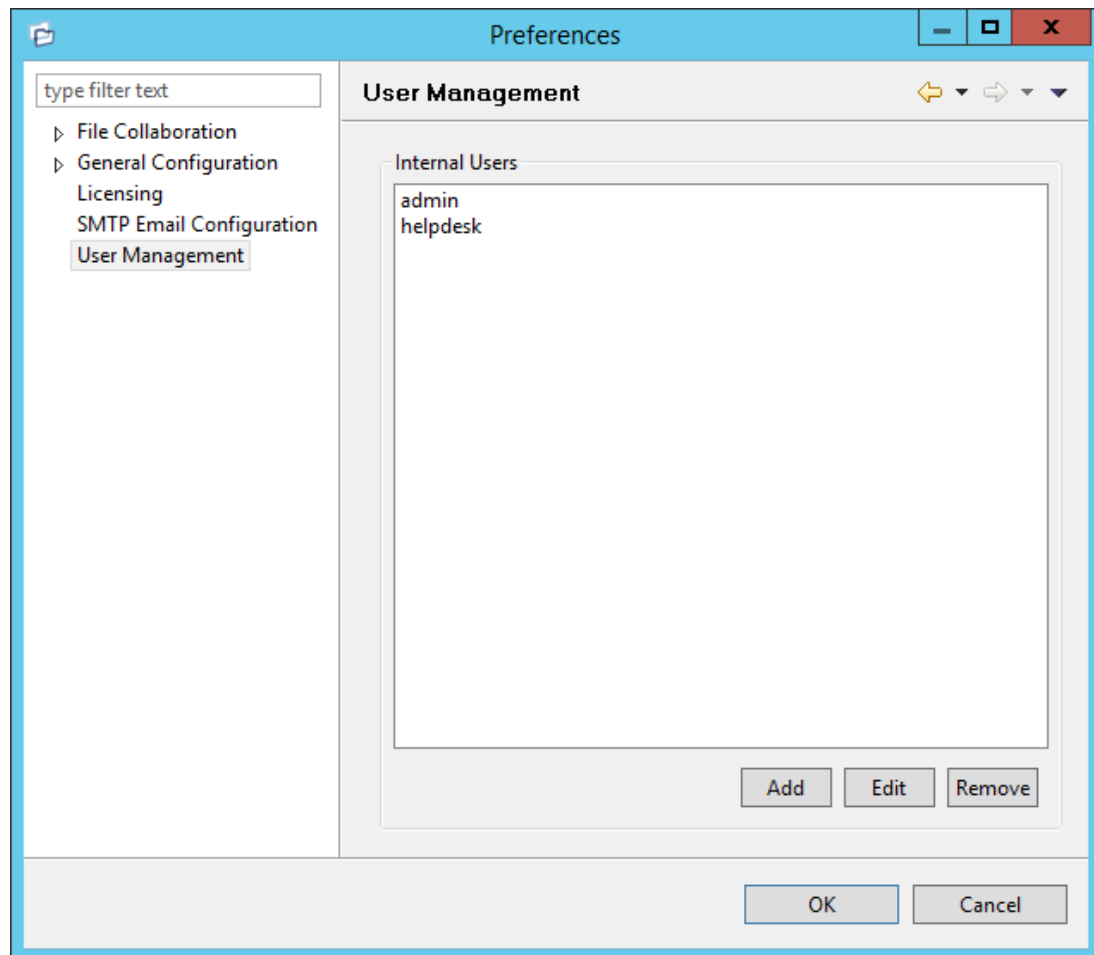 Preferences
type filter text
File Collaboration
General Configuration
Licensing
SMTP Email Configuration
User Management
User Management
Internal Users
admin
helpdesk
Add Edit Remove
OK Cancel